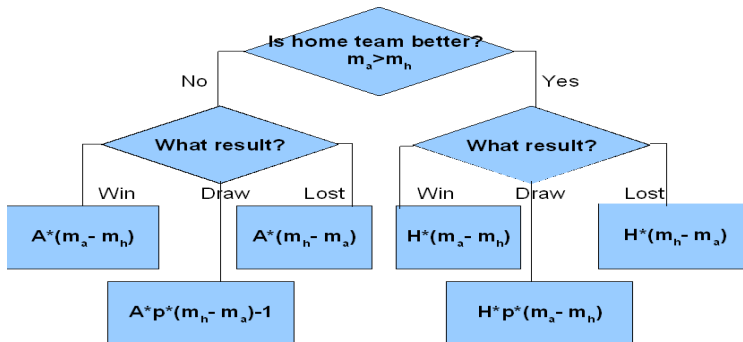 Is home team better?
mₐ>mₕ
No
Yes
What result?
What result?
Win
Draw
Lost
Win
Draw
Lost
A*(mₐ- mₕ)
A*(mₕ- mₐ)
H*(mₐ- mₕ)
H*(mₕ- mₐ)
A*p*(mₕ- mₐ)-1
H*p*(mₐ- mₕ)